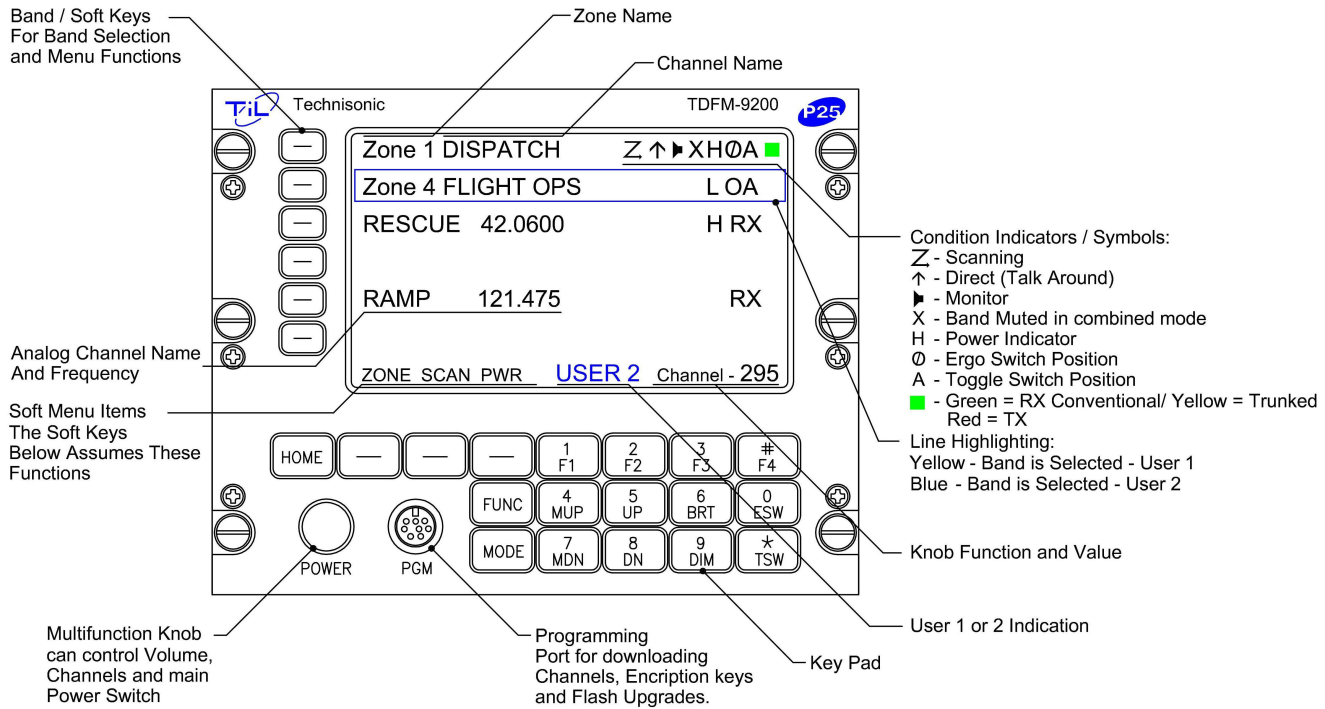 Band / Soft Keys
For Band Selection
and Menu Functions
Zone Name
Channel Name
TiL
Technisonic
TDFM-9200
P25
Zone 1 DISPATCH Z ↑ XHØA
Zone 4 FLIGHT OPS L OA
RESCUE 42.0600 H RX
RAMP 121.475 RX
ZONE SCAN PWR USER 2 Channel - 295
Analog Channel Name
And Frequency
Soft Menu Items
The Soft Keys
Below Assumes These
Functions
Condition Indicators / Symbols:
Z - Scanning
↑ - Direct (Talk Around)
- Monitor
X - Band Muted in combined mode
H - Power Indicator
Ø - Ergo Switch Position
A - Toggle Switch Position
- Green = RX Conventional/ Yellow = Trunked
Red = TX
Line Highlighting:
Yellow - Band is Selected - User 1
Blue - Band is Selected - User 2
HOME — — — 1 2 3 #
F1 F2 F3 F4
FUNC 4 5 6 0
MUP UP BRT ESW
MODE 7 8 9 *
MDN DN DIM TSW
POWER PGM
Knob Function and Value
User 1 or 2 Indication
Key Pad
Multifunction Knob
can control Volume,
Channels and main
Power Switch
Programming
Port for downloading
Channels, Encription keys
and Flash Upgrades.